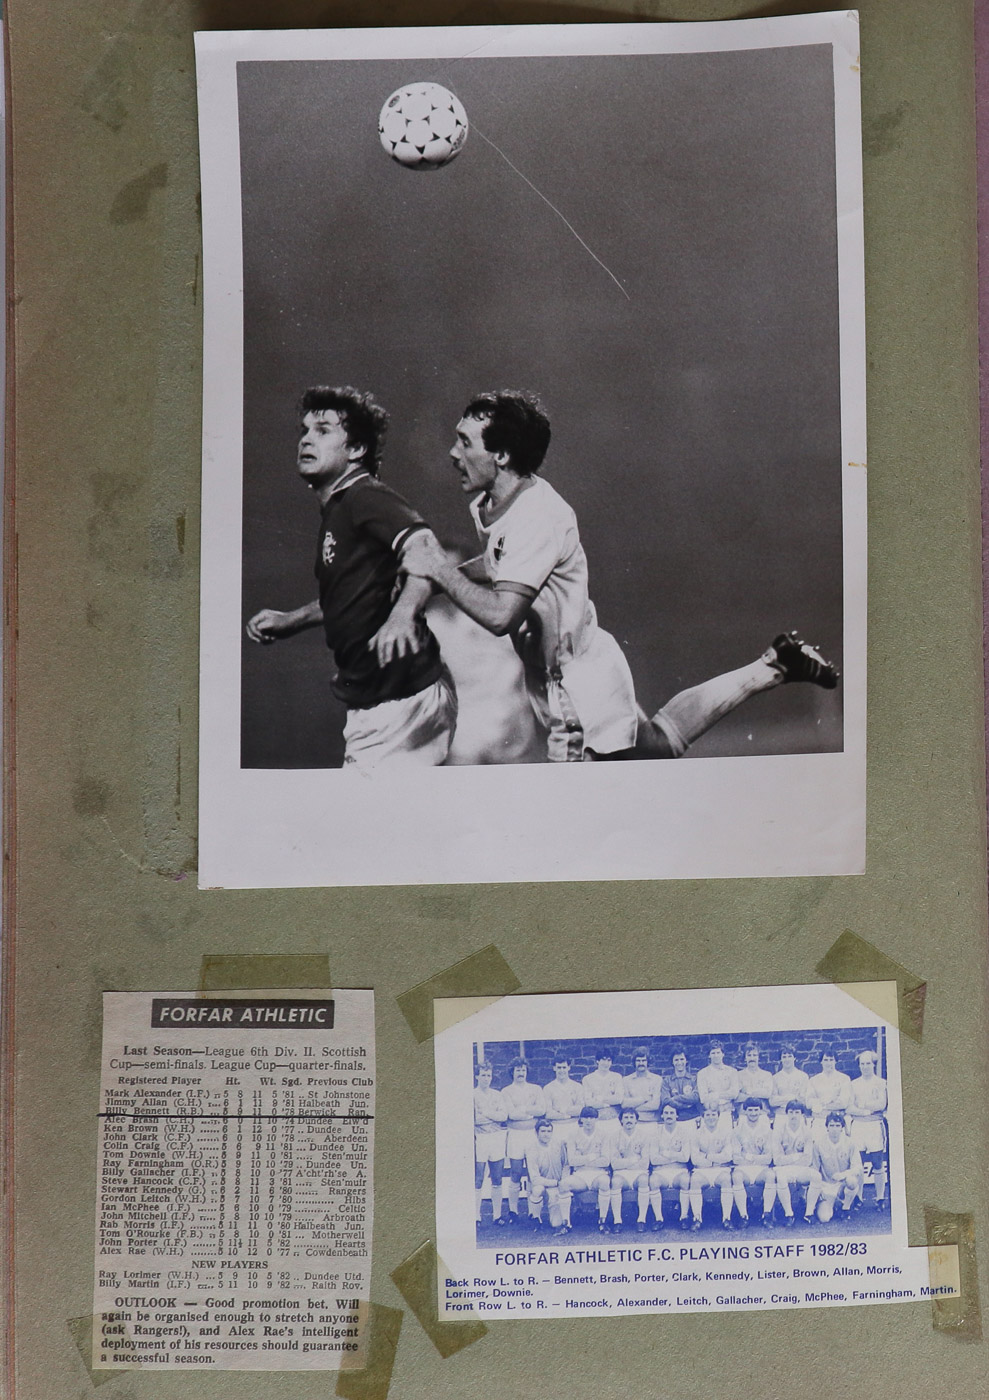 FORFAR ATHLETIC
Last Season—League 6th Div. II. Scottish
Cup—semi-finals. League Cup—quarter-finals.
Registered Player Ht. Wt. Sgd. Previous Club
Mark Alexander (I.F.) .. 5 8 11 5 '81 .. St Johnstone
Jimmy Allan (C.H.) .... 6 1 11 9 '81 Halbeath Jun.
Billy Bennett (R.B.) ... 5 9 11 0 '78 Berwick Ran.
Alec Brash (C.H.) ..... 6 0 11 10 '74 Dundee Elw'd
Ken Brown (W.H.) ...... 6 1 12 0 '77 .. Dundee Un.
John Clark (C.F.) ...... 6 0 10 10 '78 ..... Aberdeen
Colin Craig (C.F.) ...... 5 6 9 11 '81 .. Dundee Un.
Tom Downie (W.H.) ... 5 9 11 0 '81 ..... Sten'muir
Ray Farningham (O.R.) 5 9 10 10 '79 .. Dundee Un.
Billy Gallacher (I.F.) .. 5 8 10 0 '77 A'cht'r'h'se A.
Steve Hancock (C.F.) .. 5 8 11 3 '81 ... Sten'muir
Stewart Kennedy (G.) .. 6 2 11 6 '80 ........ Rangers
Gordon Leitch (W.H.) .. 5 7 10 7 '80 ............ Hibs
Ian McPhee (I.F.) ...... 5 6 10 0 '79 .......... Celtic
John Mitchell (I.F.) .... 5 8 10 10 '79 ..... Arbroath
Rab Morris (I.F.) ....... 5 11 11 0 '80 Halbeath Jun.
Tom O'Rourke (F.B.) ... 5 8 10 0 '81 ... Motherwell
John Porter (I.F.) ..... 5 11½ 11 5 '82 .......... Hearts
Alex Rae (W.H.) ....... 5 10 12 0 '77 .. Cowdenbeath
NEW PLAYERS
Ray Lorimer (W.H.) ... 5 9 10 5 '82 .. Dundee Utd.
Billy Martin (I.F.) ..... 5 11 10 9 '82 ... Raith Rov.
OUTLOOK — Good promotion bet. Will
again be organised enough to stretch anyone
(ask Rangers!), and Alex Rae's intelligent
deployment of his resources should guarantee
a successful season.
FORFAR ATHLETIC F.C. PLAYING STAFF 1982/83
Back Row L. to R. — Bennett, Brash, Porter, Clark, Kennedy, Lister, Brown, Allan, Morris,
Lorimer, Downie.
Front Row L. to R. — Hancock, Alexander, Leitch, Gallacher, Craig, McPhee, Farningham, Martin.